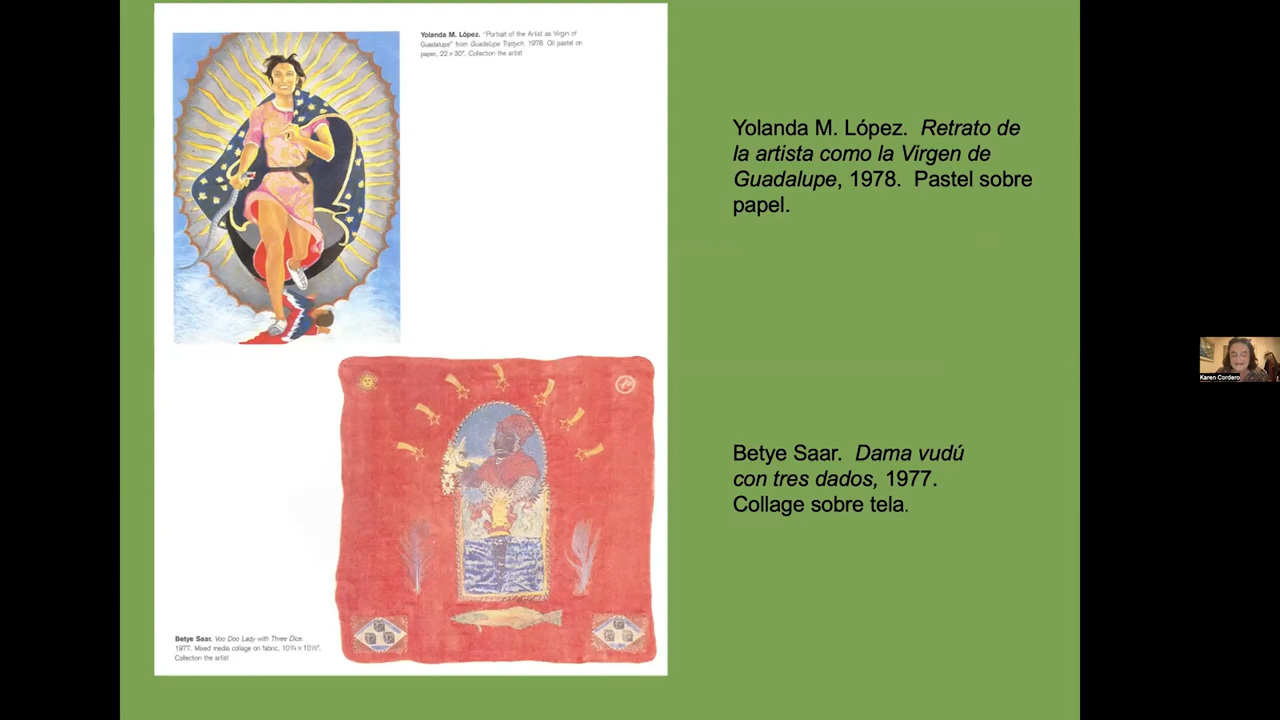 Yolanda M. López. "Portrait of the Artist as Virgin of
Guadalupe" from Guadalupe Triptych. 1978. Oil pastel on
paper, 22 x 30". Collection the artist
Yolanda M. López. Retrato de
la artista como la Virgen de
Guadalupe, 1978. Pastel sobre
papel.
Karen Cordero
Betye Saar. Dama vudú
con tres dados, 1977.
Collage sobre tela.
Betye Saar. Voo Doo Lady with Three Dice.
1977. Mixed media collage on fabric, 10¾ x 10½".
Collection the artist